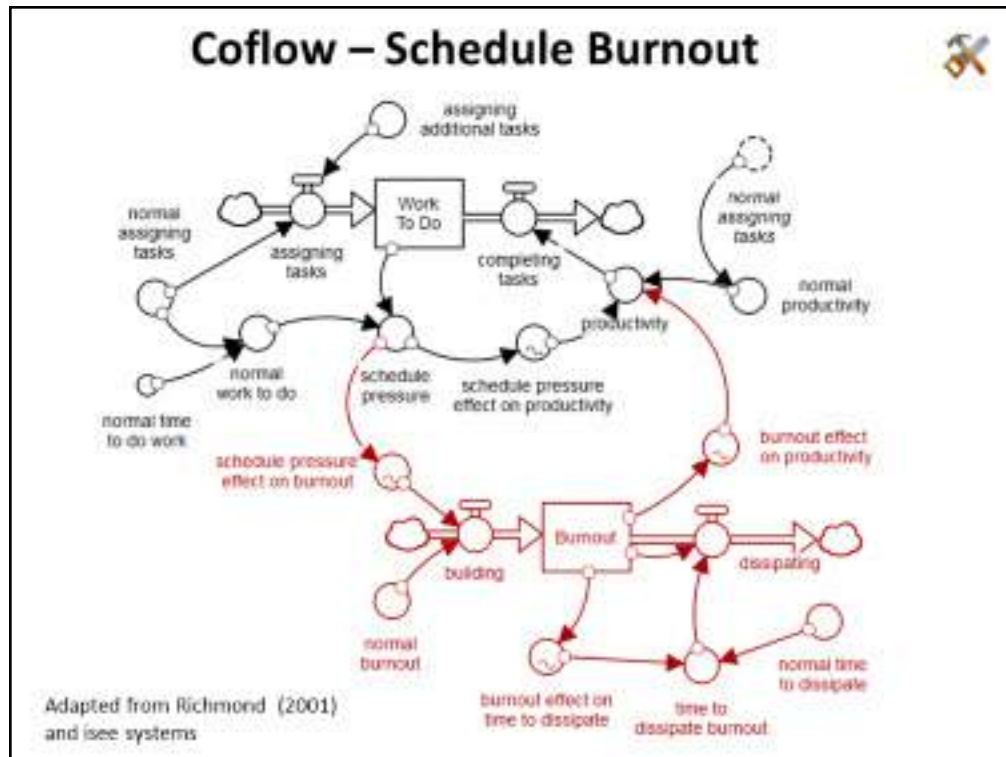 Coflow – Schedule Burnout
assigning
additional tasks
normal
assigning
tasks
Work
To Do
normal
assigning
tasks
assigning
tasks
completing
tasks
normal
productivity
productivity
normal
work to do
schedule
pressure
schedule pressure
effect on productivity
normal time
to do work
schedule pressure
effect on burnout
burnout effect
on productivity
Burnout
building
dissipating
normal
burnout
burnout effect on
time to dissipate
time to
dissipate burnout
normal time
to dissipate
Adapted from Richmond (2001)
and isee systems